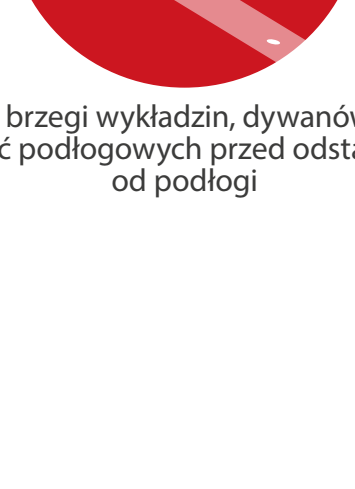 brzegi wykładzin, dywanów
ć podłogowych przed odsta
od podłogi